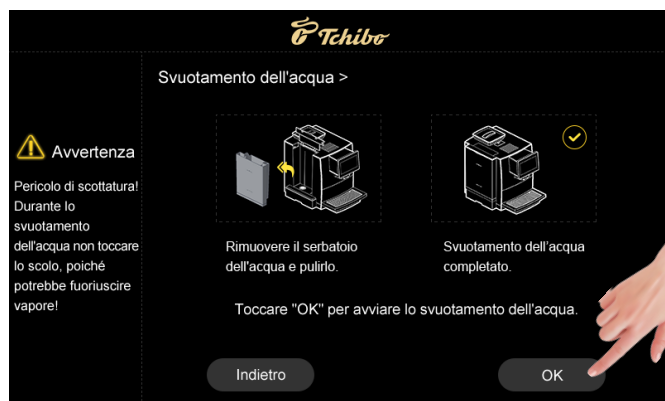 Tchibo
Svuotamento dell'acqua >
Avvertenza
Pericolo di scottatura!
Durante lo
svuotamento
dell'acqua non toccare
lo scolo, poiché
potrebbe fuoriuscire
vapore!
Rimuovere il serbatoio
dell'acqua e pulirlo.
Svuotamento dell'acqua
completato.
Toccare "OK" per avviare lo svuotamento dell'acqua.
Indietro
OK